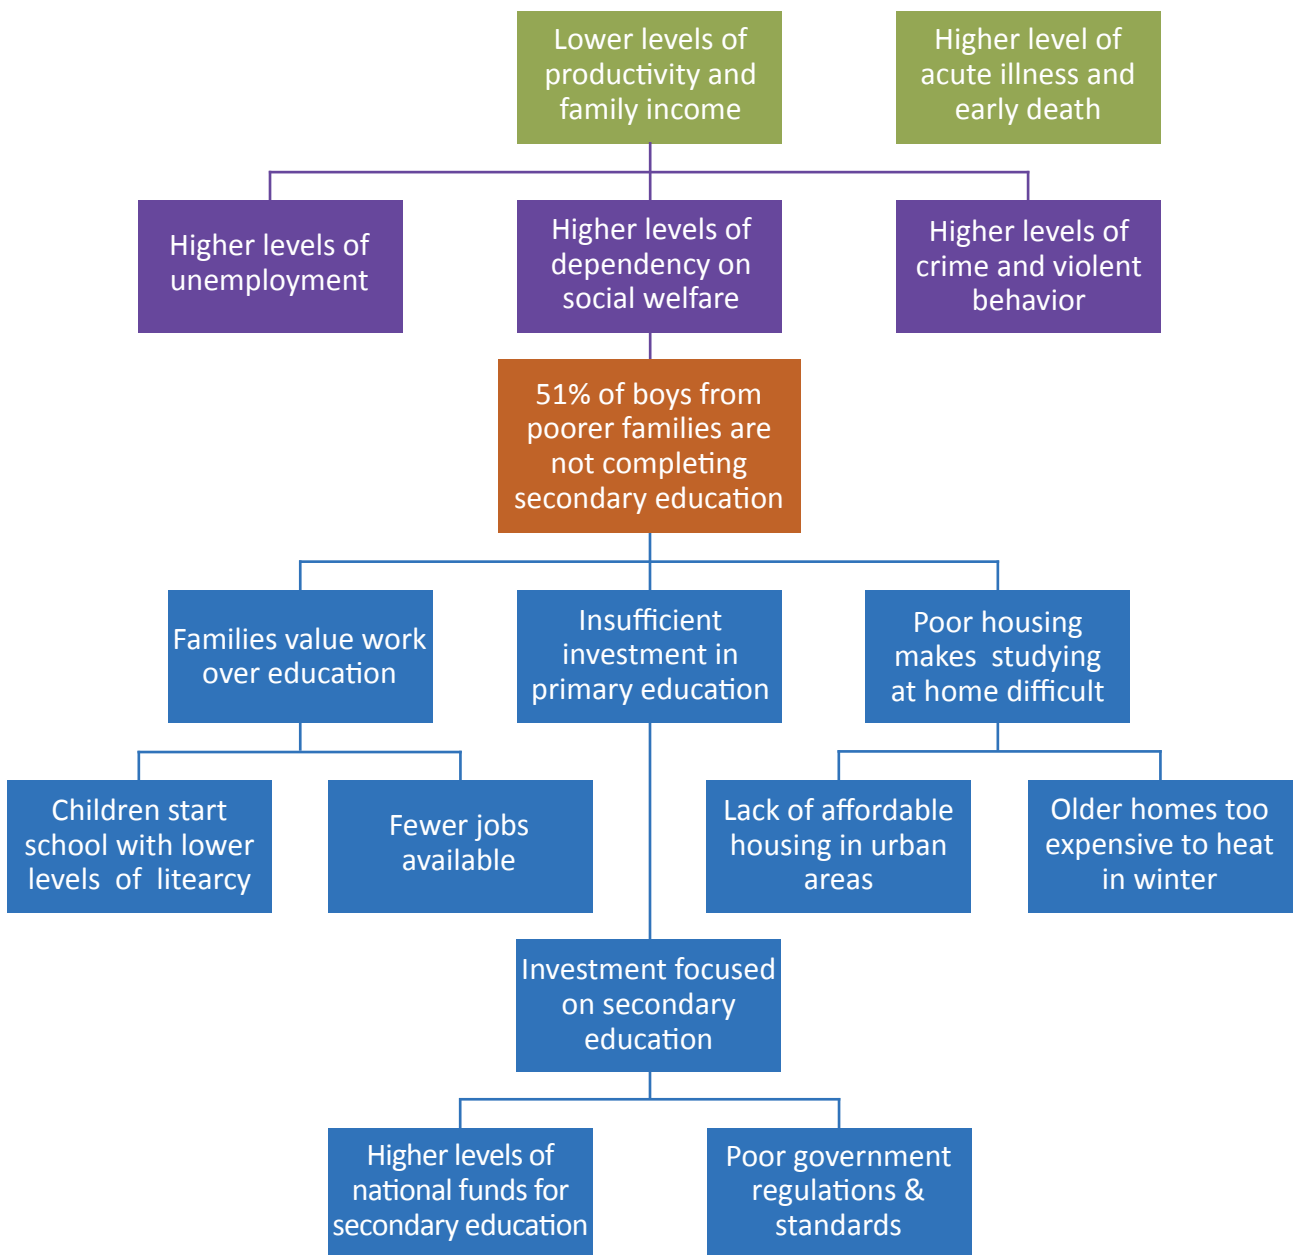 Lower levels of
productivity and
family income
Higher level of
acute illness and
early death
Higher levels of
unemployment
Higher levels of
dependency on
social welfare
Higher levels of
crime and violent
behavior
51% of boys from
poorer families are
not completing
secondary education
Families value work
over education
Insufficient
investment in
primary education
Poor housing
makes studying
at home difficult
Children start
school with lower
levels of litearcy
Fewer jobs
available
Lack of affordable
housing in urban
areas
Older homes too
expensive to heat
in winter
Investment focused
on secondary
education
Higher levels of
national funds for
secondary education
Poor government
regulations &
standards